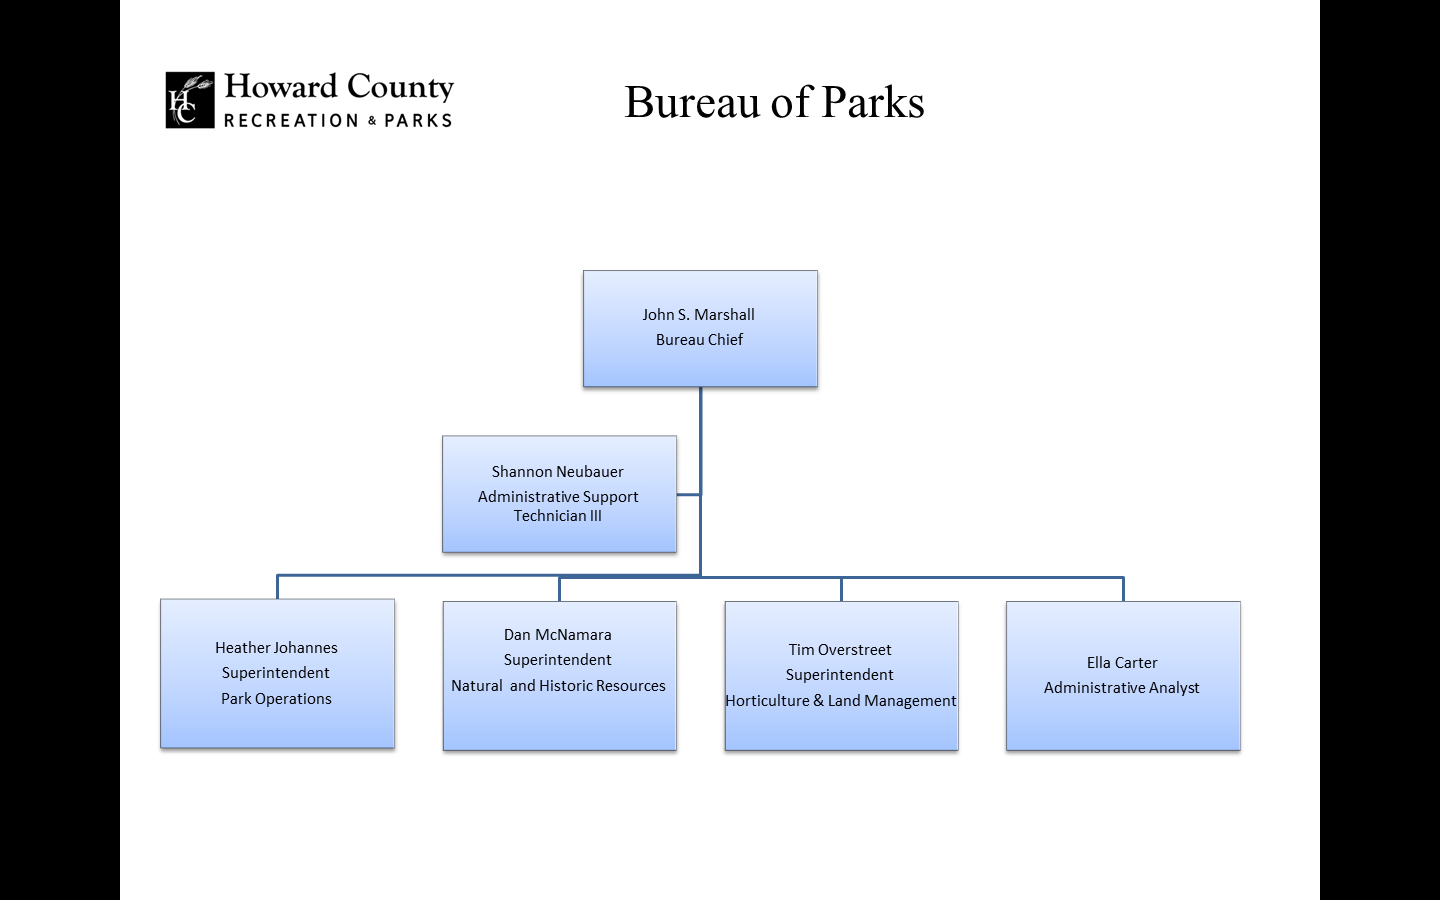 HC
Howard County
RECREATION & PARKS
Bureau of Parks
John S. Marshall
Bureau Chief
Shannon Neubauer
Administrative Support
Technician III
Heather Johannes
Superintendent
Park Operations
Dan McNamara
Superintendent
Natural  and Historic Resources
Tim Overstreet
Superintendent
Horticulture & Land Management
Ella Carter
Administrative Analyst